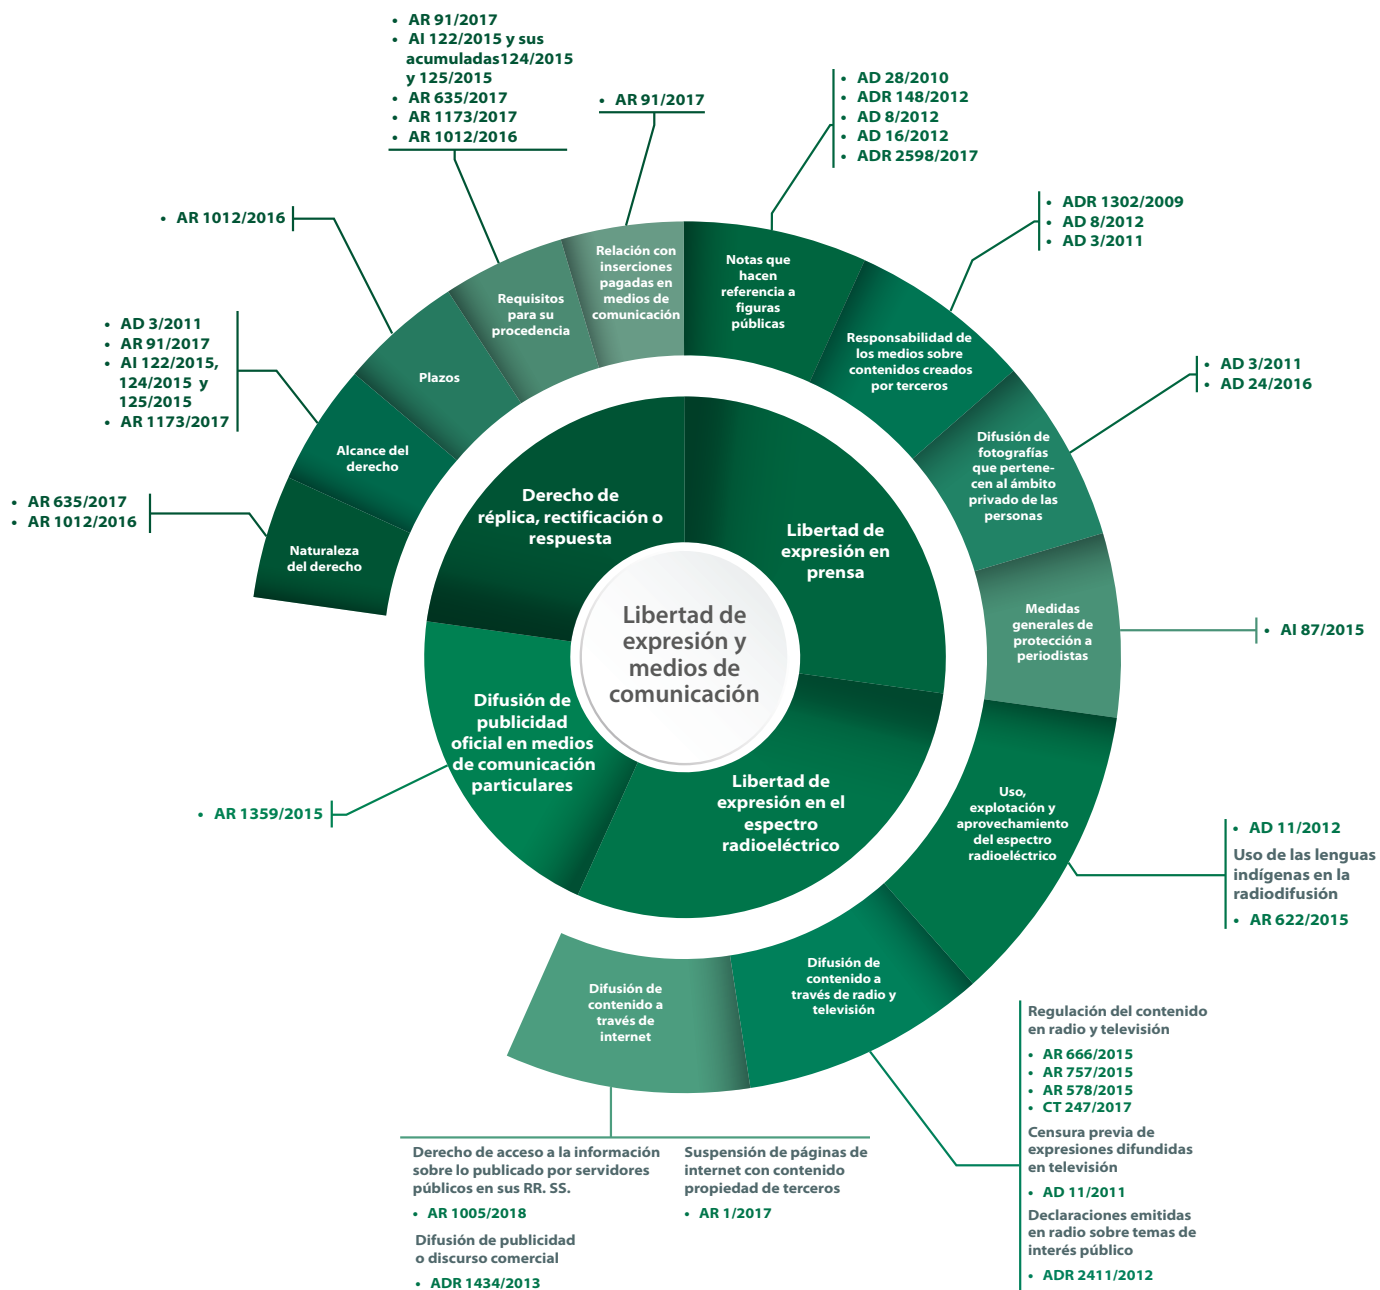 Libertad de
expresión y
medios de
comunicación
Libertad de
expresión en
prensa
Notas que
hacen
referencia a
figuras
públicas
• AD 28/2010
• ADR 148/2012
• AD 8/2012
• AD 16/2012
• ADR 2598/2017
Responsabilidad de
los medios sobre
contenidos creados
por terceros
• ADR 1302/2009
• AD 8/2012
• AD 3/2011
Difusión de
fotografías
que pertene-
cen al ámbito
privado de las
personas
• AD 3/2011
• AD 24/2016
Medidas
generales de
protección a
periodistas
• AI 87/2015
Libertad de
expresión en el
espectro
radioeléctrico
Uso,
explotación y
aprovechamiento
del espectro
radioeléctrico
• AD 11/2012
Uso de las lenguas
indígenas en la
radiodifusión
• AR 622/2015
Difusión de
contenido a
través de radio y
televisión
Regulación del contenido
en radio y televisión
• AR 666/2015
• AR 757/2015
• AR 578/2015
• CT 247/2017
Censura previa de
expresiones difundidas
en televisión
• AD 11/2011
Declaraciones emitidas
en radio sobre temas de
interés público
• ADR 2411/2012
Difusión de
contenido a
través de
internet
Derecho de acceso a la información
sobre lo publicado por servidores
públicos en sus RR. SS.
• AR 1005/2018
Difusión de publicidad
o discurso comercial
• ADR 1434/2013
Suspensión de páginas de
internet con contenido
propiedad de terceros
• AR 1/2017
Difusión de
publicidad
oficial en medios
de comunicación
particulares
• AR 1359/2015
Derecho de
réplica, rectificación o
respuesta
Naturaleza
del derecho
• AR 635/2017
• AR 1012/2016
Alcance del
derecho
• AD 3/2011
• AR 91/2017
• AI 122/2015,
124/2015 y
125/2015
• AR 1173/2017
Plazos
• AR 1012/2016
Requisitos
para su
procedencia
• AR 91/2017
• AI 122/2015 y sus
acumuladas124/2015
y 125/2015
• AR 635/2017
• AR 1173/2017
• AR 1012/2016
Relación con
inserciones
pagadas en
medios de
comunicación
• AR 91/2017